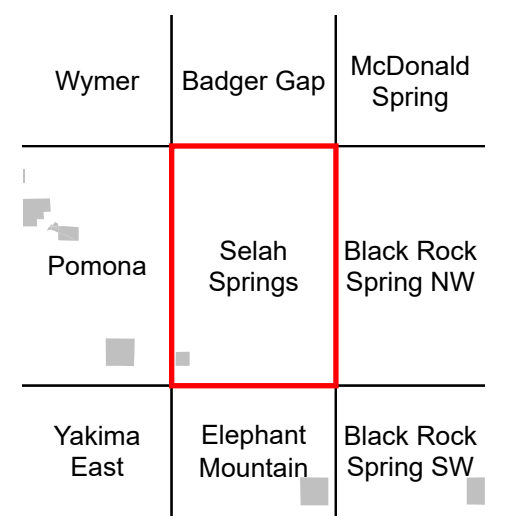 Wymer
Badger Gap
McDonald
Spring
Pomona
Selah
Springs
Black Rock
Spring NW
Yakima
East
Elephant
Mountain
Black Rock
Spring SW